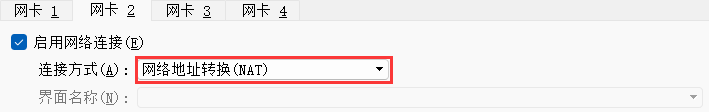 网卡 1 网卡 2 网卡 3 网卡 4
启用网络连接(E)
连接方式(A): 网络地址转换(NAT)
界面名称(N):